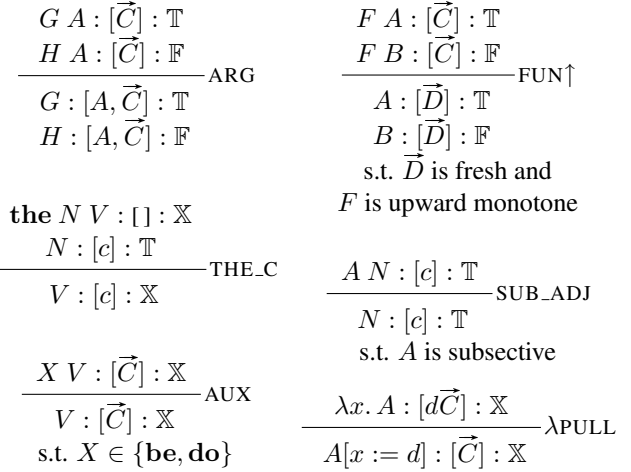 G A : [C⃗] : 𝕋
H A : [C⃗] : 𝔽
ARG
G : [A, C⃗] : 𝕋
H : [A, C⃗] : 𝔽
F A : [C⃗] : 𝕋
F B : [C⃗] : 𝔽
FUN↑
A : [D⃗] : 𝕋
B : [D⃗] : 𝔽
s.t. D⃗ is fresh and
F is upward monotone
the N V : [] : 𝕏
N : [c] : 𝕋
THE_C
V : [c] : 𝕏
A N : [c] : 𝕋
SUB_ADJ
N : [c] : 𝕋
s.t. A is subsective
X V : [C⃗] : 𝕏
AUX
V : [C⃗] : 𝕏
s.t. X ∈ {be, do}
λx. A : [dC⃗] : 𝕏
λPULL
A[x := d] : [C⃗] : 𝕏